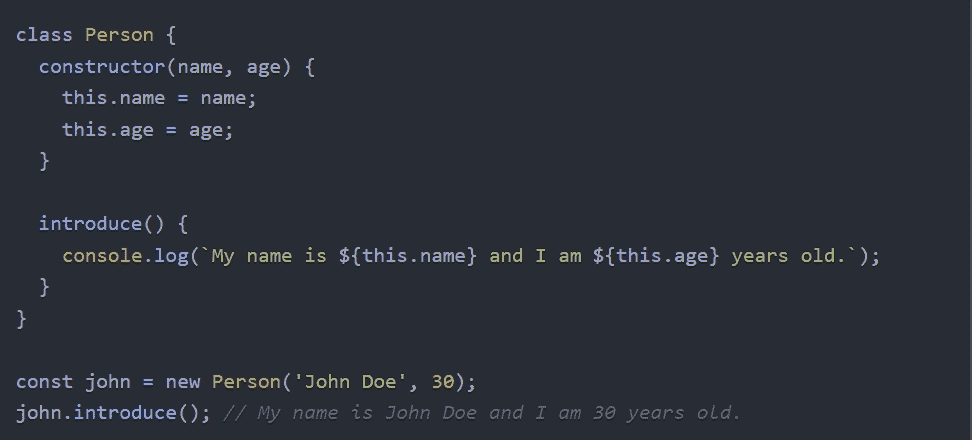 class Person {
  constructor(name, age) {
    this.name = name;
    this.age = age;
  }

  introduce() {
    console.log(`My name is ${this.name} and I am ${this.age} years old.`);
  }
}

const john = new Person('John Doe', 30);
john.introduce(); // My name is John Doe and I am 30 years old.